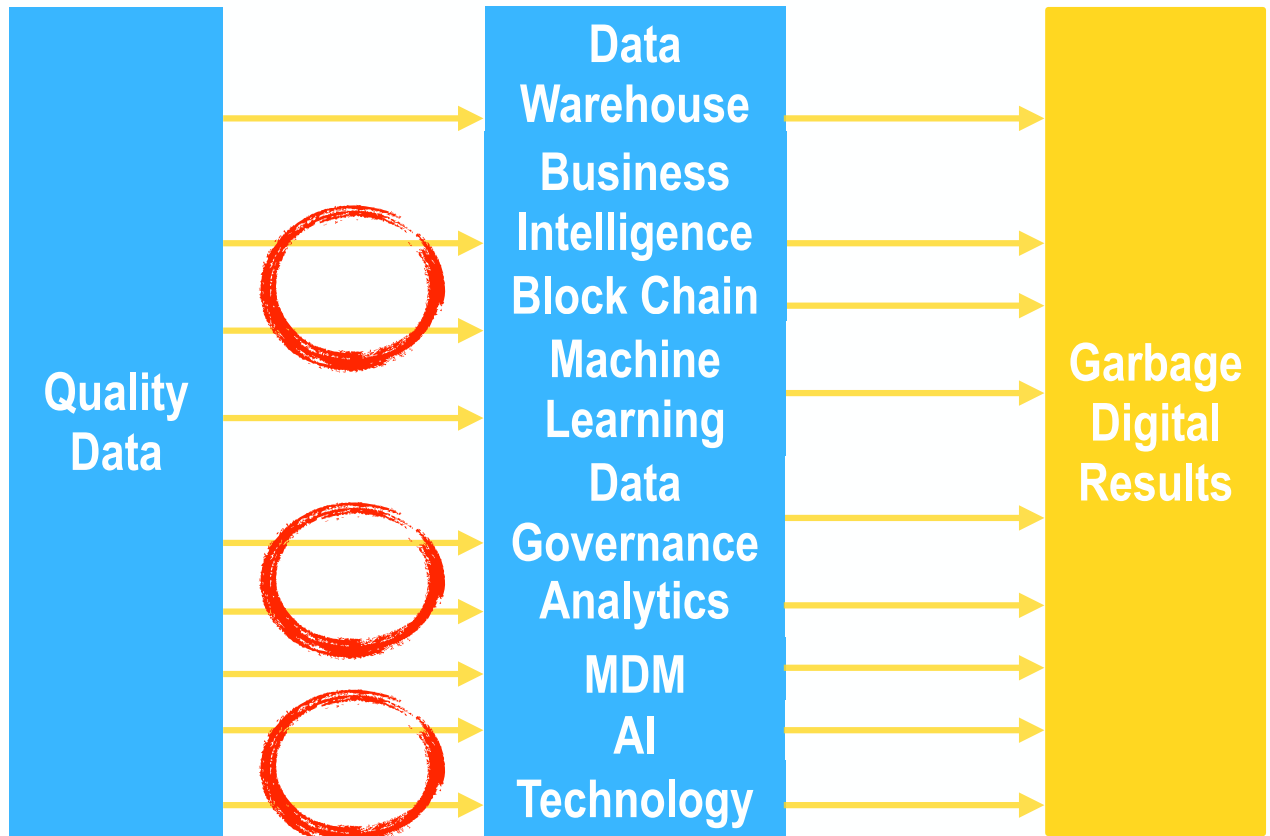 Quality
Data
Data
Warehouse
Business
Intelligence
Block Chain
Machine
Learning
Data
Governance
Analytics
MDM
AI
Technology
Garbage
Digital
Results